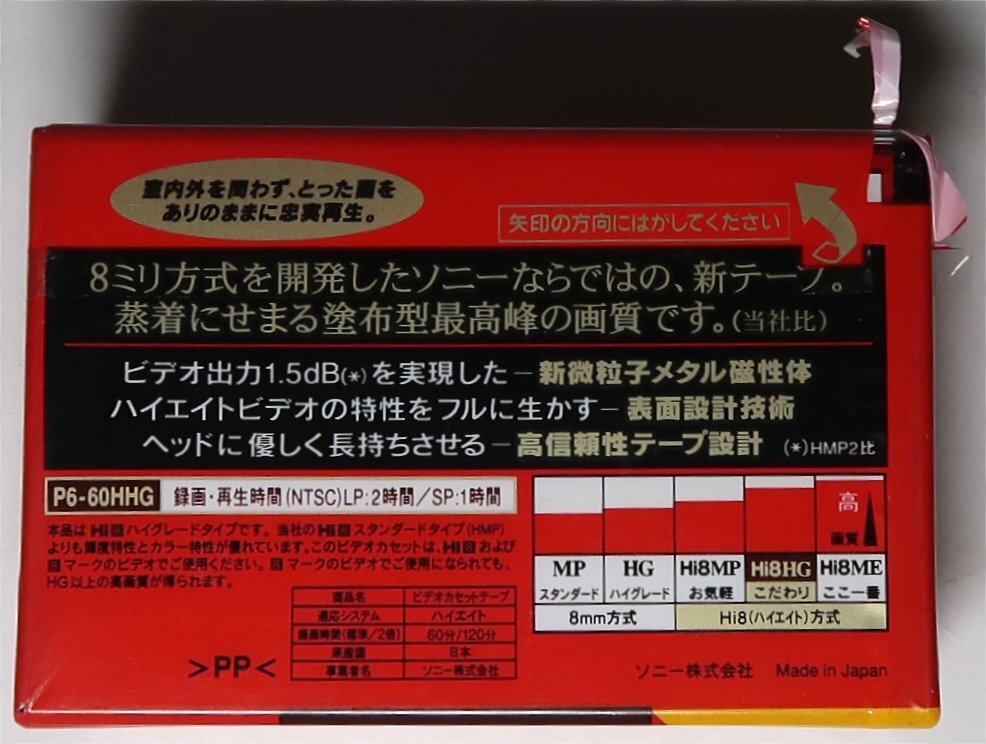 室内外を問わず、とった画を
ありのままに忠実再生。
矢印の方向にはがしてください
8ミリ方式を開発したソニーならではの、新テープ。
蒸着にせまる塗布型最高峰の画質です。(当社比)
ビデオ出力1.5dB(*)を実現した−新微粒子メタル磁性体
ハイエイトビデオの特性をフルに生かす−表面設計技術
ヘッドに優しく長持ちさせる−高信頼性テープ設計 (*)HMP2比
P6-60HHG 録画・再生時間(NTSC)LP:2時間／SP:1時間
本品はHi8ハイグレードタイプです。当社のHi8スタンダードタイプ(HMP)
よりも輝度特性とカラー特性が優れています。このビデオカセットは、Hi8および
8マークのビデオでご使用ください。8マークのビデオでご使用になられても、
HG以上の高画質が得られます。
商品名 ビデオカセットテープ
適応システム ハイエイト
録画時間(標準／2倍) 60分/120分
原産国 日本
事業者名 ソニー株式会社
>PP<
高
画質
MP HG Hi8MP Hi8HG Hi8ME
スタンダード ハイグレード お気軽 こだわり ここ一番
8mm方式 Hi8(ハイエイト)方式
ソニー株式会社 Made in Japan